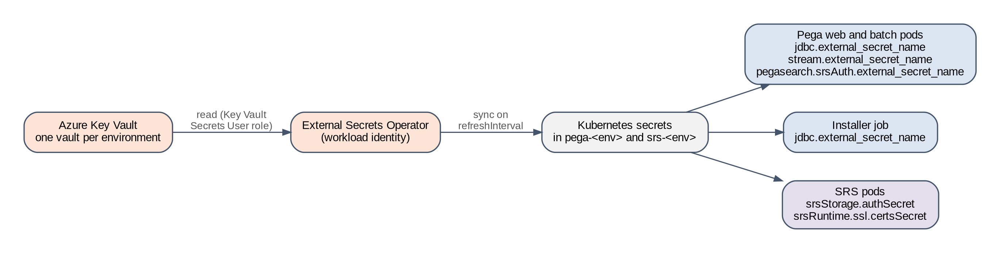 Azure Key Vault
one vault per environment
read (Key Vault
Secrets User role)
External Secrets Operator
(workload identity)
sync on
refreshInterval
Kubernetes secrets
in pega-<env> and srs-<env>
Pega web and batch pods
jdbc.external_secret_name
stream.external_secret_name
pegasearch.srsAuth.external_secret_name
Installer job
jdbc.external_secret_name
SRS pods
srsStorage.authSecret
srsRuntime.ssl.certsSecret